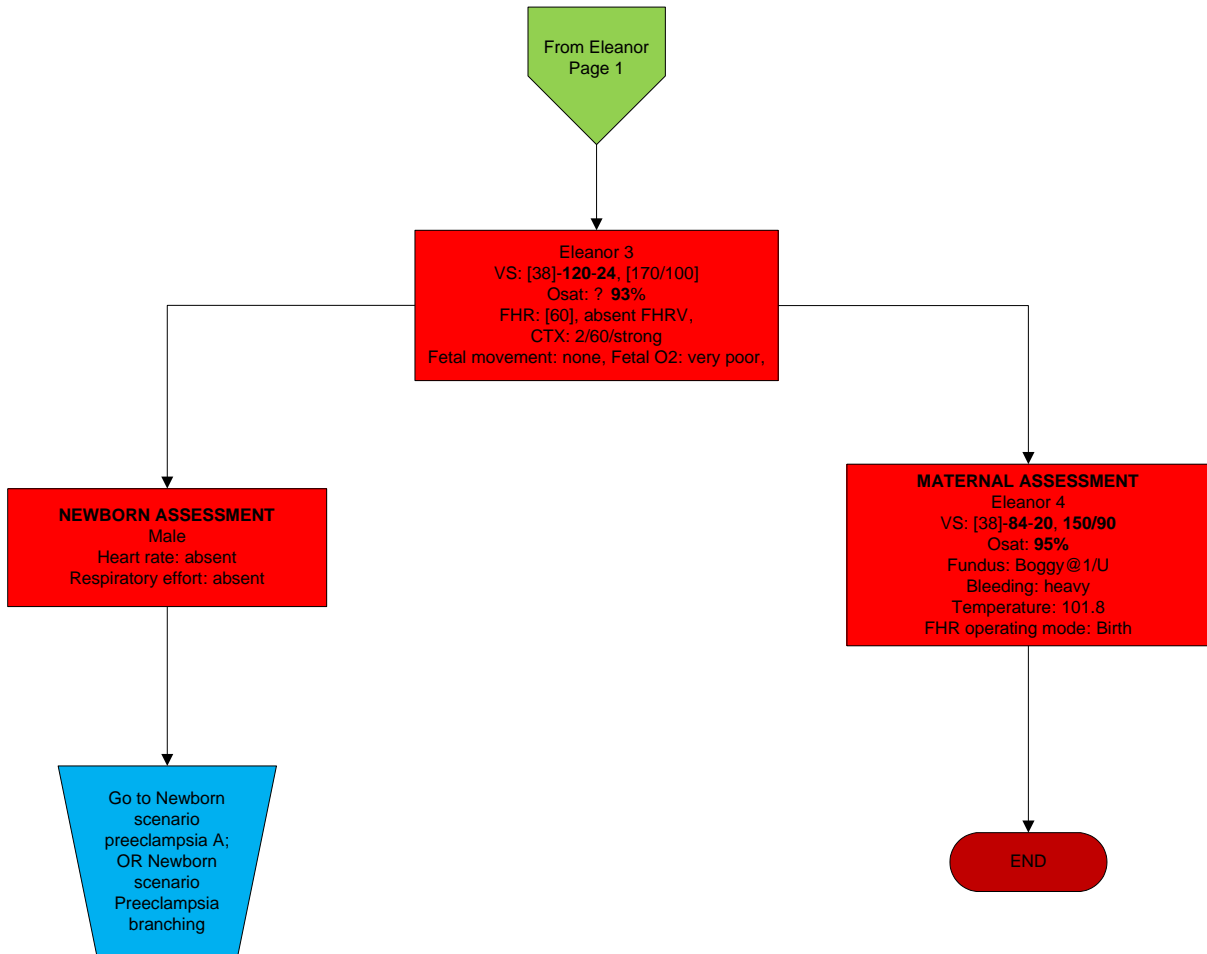 From Eleanor
Page 1
Eleanor 3
VS: [38]-120-24, [170/100]
Osat: ? 93%
FHR: [60], absent FHRV,
CTX: 2/60/strong
Fetal movement: none, Fetal O2: very poor,
NEWBORN ASSESSMENT
Male
Heart rate: absent
Respiratory effort: absent
MATERNAL ASSESSMENT
Eleanor 4
VS: [38]-84-20, 150/90
Osat: 95%
Fundus: Boggy@1/U
Bleeding: heavy
Temperature: 101.8
FHR operating mode: Birth
Go to Newborn
scenario
preeclampsia A;
OR Newborn
scenario
Preeclampsia
branching
END